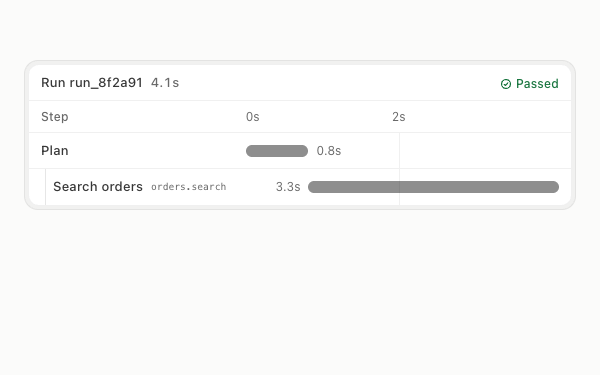 Run run_8f2a91 4.1s Passed
Step 0s 2s
Plan 0.8s
Search orders orders.search 3.3s